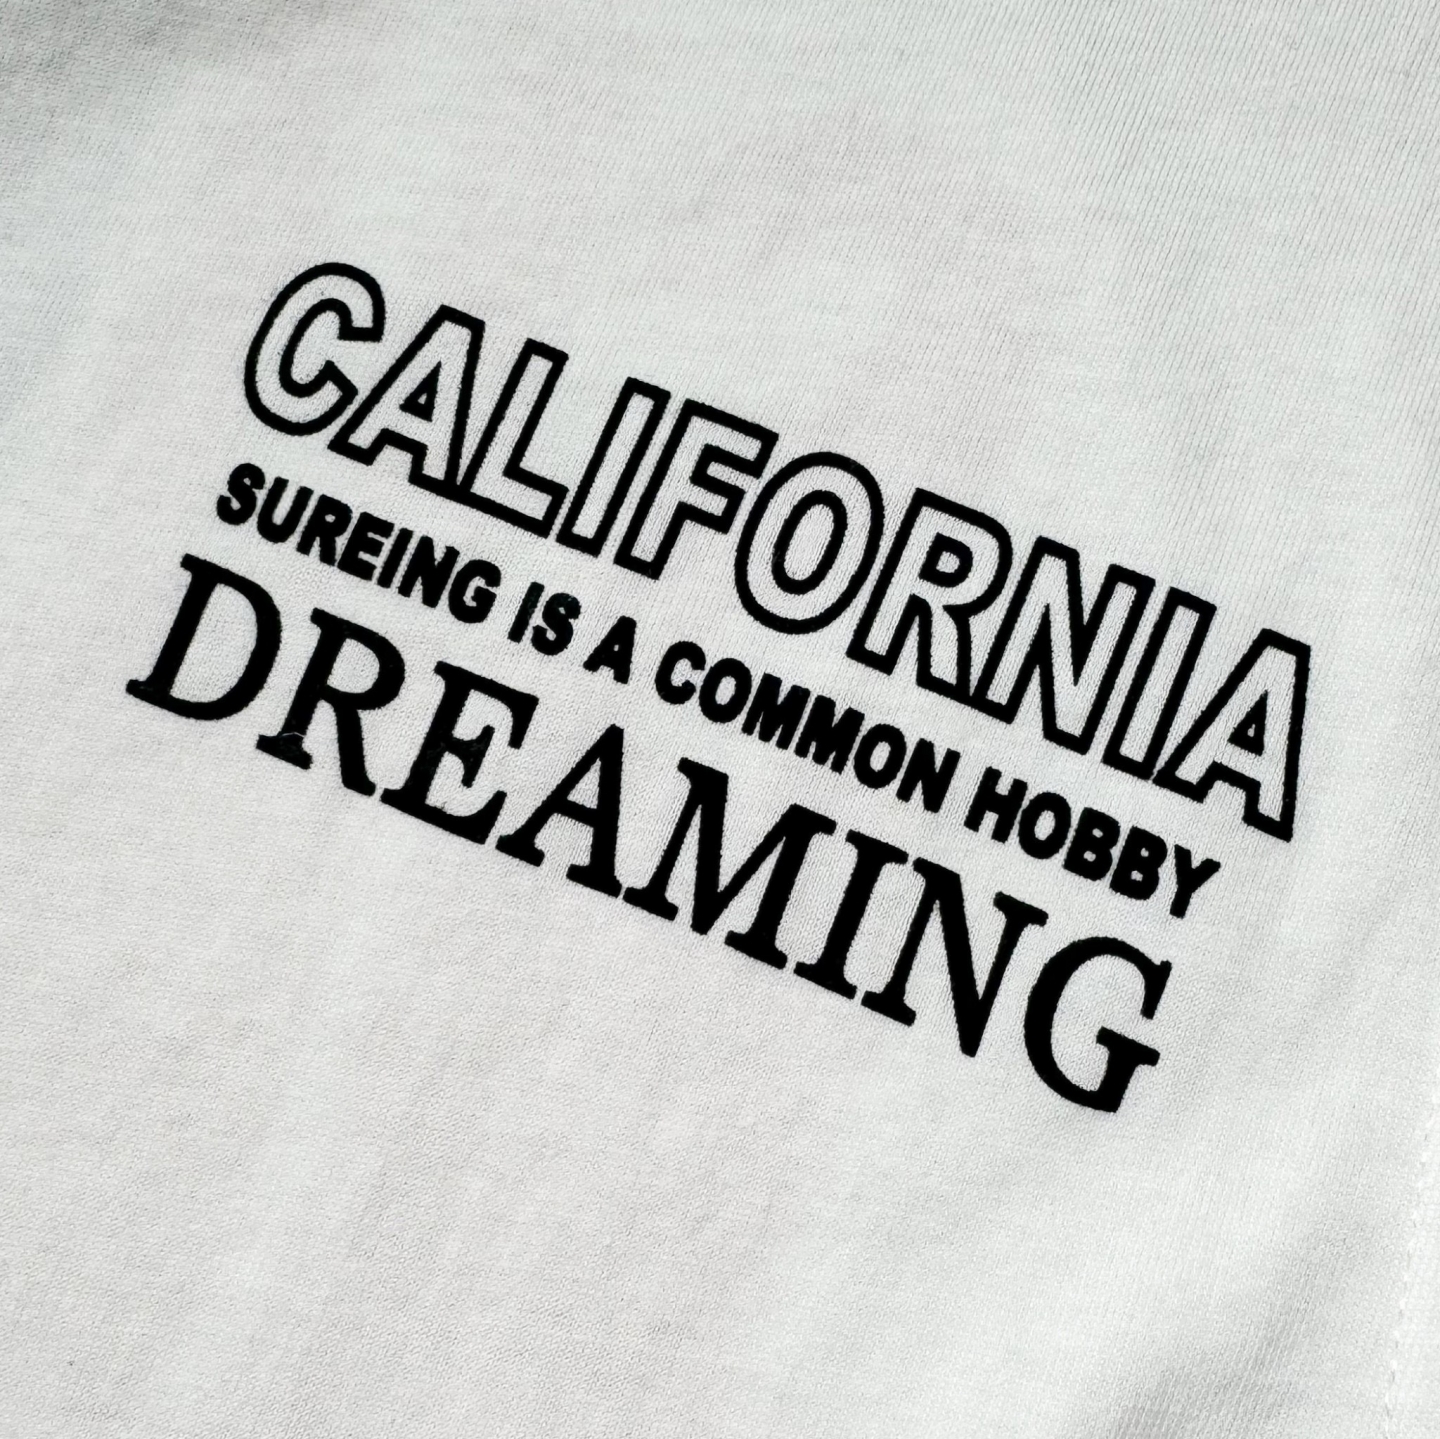 CALIFORNIA
SUREING IS A COMMON HOBBY
DREAMING